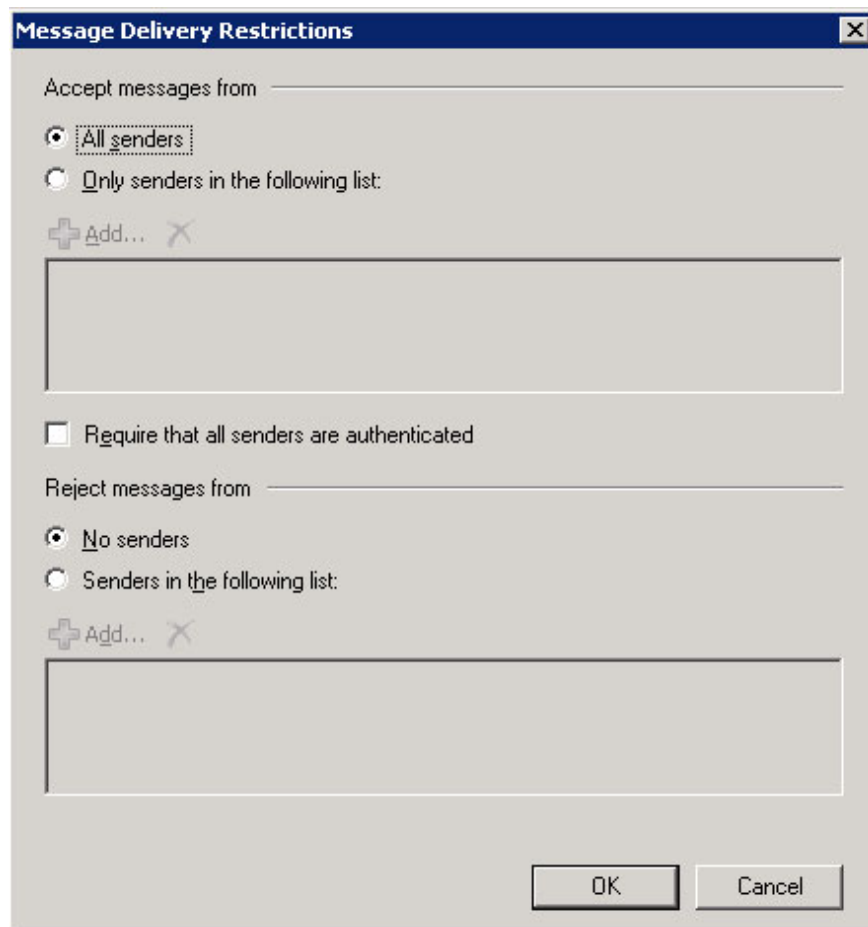 Message Delivery Restrictions
Accept messages from
All senders
Only senders in the following list:
Add...
Require that all senders are authenticated
Reject messages from
No senders
Senders in the following list:
Add...
OK Cancel